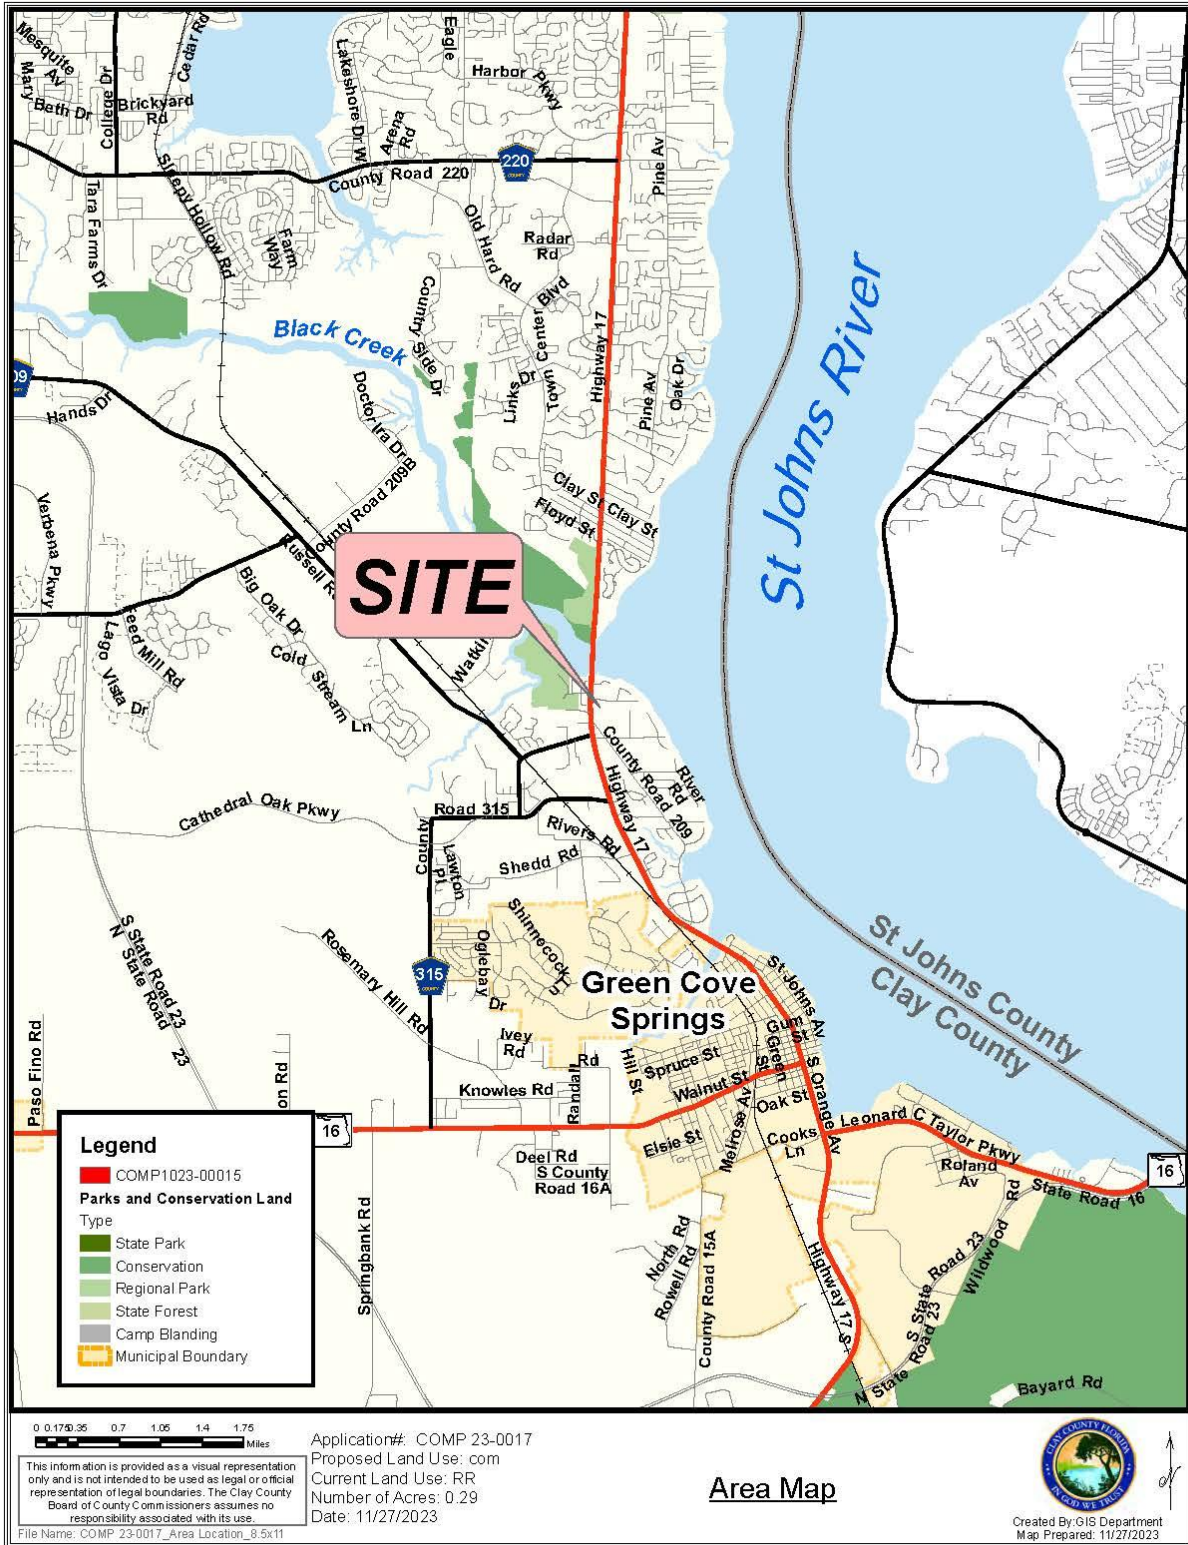 Mesquite
Av
Mary
Beth Dr
College Dr
Brickyard
Rd
Cedar Rd
Lakeshore Dr W
Eagle
Harbor Pkwy
Arena
Rd
220
COUNTY
County Road 220
Pine Av
Tara Farms Dr
Sleepy Hollow Rd
Farm
Way
Old Hard Rd
Radar
Rd
Blvd
Town Center
Country Side Dr
Black Creek
St Johns River
Highway 17
Links Dr
Pine Av
Oak Dr
09
Hands Dr
Doctor Ira Dr
County Road 209B
Clay St Clay St
Floyd St
Verbena Pkwy
SITE
Big Oak Dr
Cold Stream Ln
Lago
Vista Dr
Feed Mill Rd
County Road 209
River
Rd
Highway 17
Cathedral Oak Pkwy
County
Road 315
Rivers Rd
Lawton
Pl
Shedd Rd
S State Road 23
N State Road 23
Rosemary Hill Rd
315
COUNTY
Oglebay
Dr
Shinnecock Ln
Green Cove
Springs
St Johns Av
St Johns County
Clay County
Gum
St
Green
St
Ivey
Rd
Rd
Randall
Hill St
Spruce St
Walnut St
S Orange Av
Paso Fino Rd
on Rd
Knowles Rd
Oak St
Melrose Av
16
Elsie St
Cooks
Ln
Leonard C Taylor Pkwy
Deel Rd
S County
Road 16A
Roland
Av
State Road 16
16
Springbank Rd
North Rd
Rowell Rd
County Road 15A
Highway 17 S
S State Road 23
N State Road 23
Wildwood Rd
Bayard Rd
Legend
COMP1023-00015
Parks and Conservation Land
Type
State Park
Conservation
Regional Park
State Forest
Camp Blanding
Municipal Boundary
0 0.175 0.35 0.7 1.05 1.4 1.75
Miles
This information is provided as a visual representation
only and is not intended to be used as legal or official
representation of legal boundaries. The Clay County
Board of County Commissioners assumes no
responsibility associated with its use.
File Name: COMP 23-0017_Area Location_8.5x11
Application#: COMP 23-0017
Proposed Land Use: com
Current Land Use: RR
Number of Acres: 0.29
Date: 11/27/2023
Area Map
CLAY COUNTY FLORIDA
IN GOD WE TRUST
N
Created By:GIS Department
Map Prepared: 11/27/2023